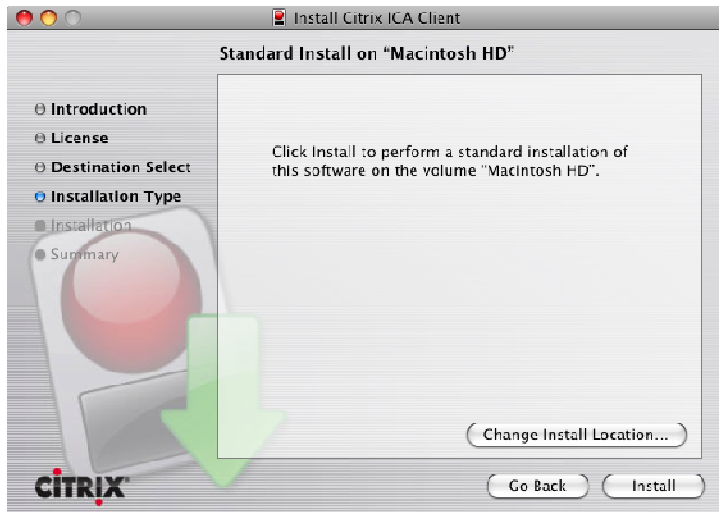 Install Citrix ICA Client
Standard Install on “Macintosh HD”
Introduction
License
Destination Select
Installation Type
Installation
Summary
Click Install to perform a standard installation of
this software on the volume “Macintosh HD”.
Change Install Location...
CITRIX
Go Back
Install